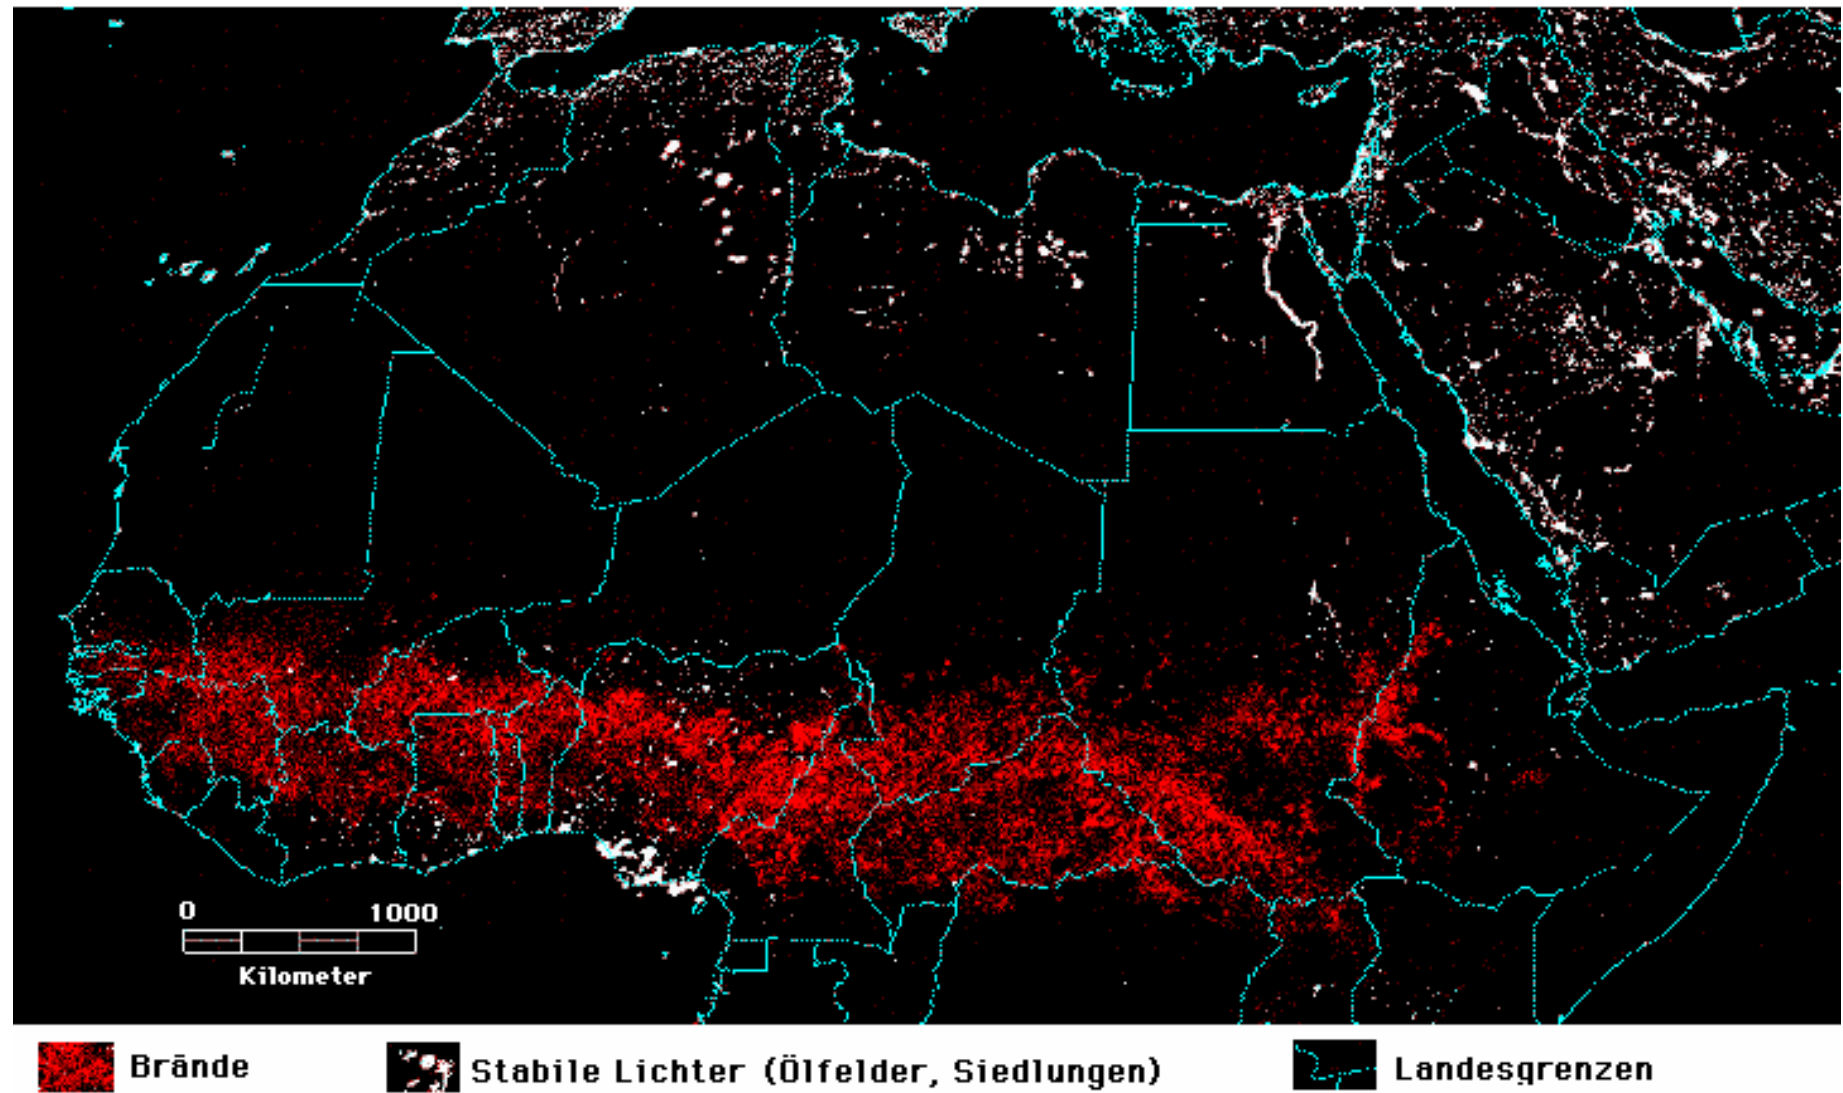 0 1000
Kilometer
Brände
Stabile Lichter (Ölfelder, Siedlungen)
Landesgrenzen